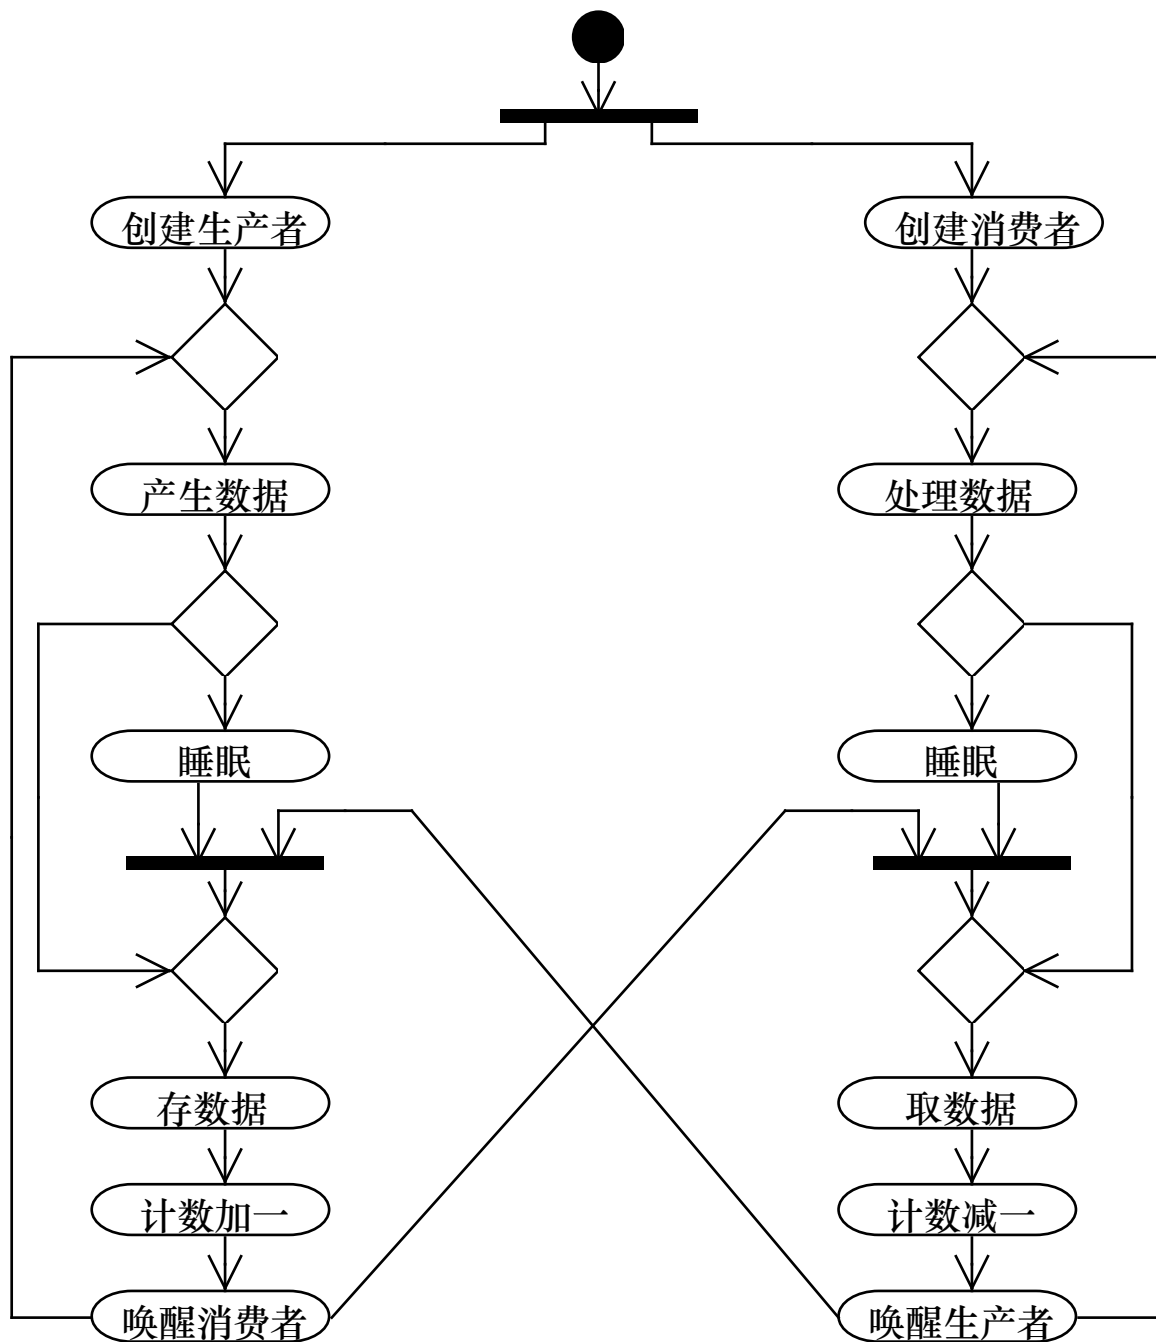 创建生产者
创建消费者
产生数据
处理数据
睡眠
睡眠
存数据
取数据
计数加一
计数减一
唤醒消费者
唤醒生产者